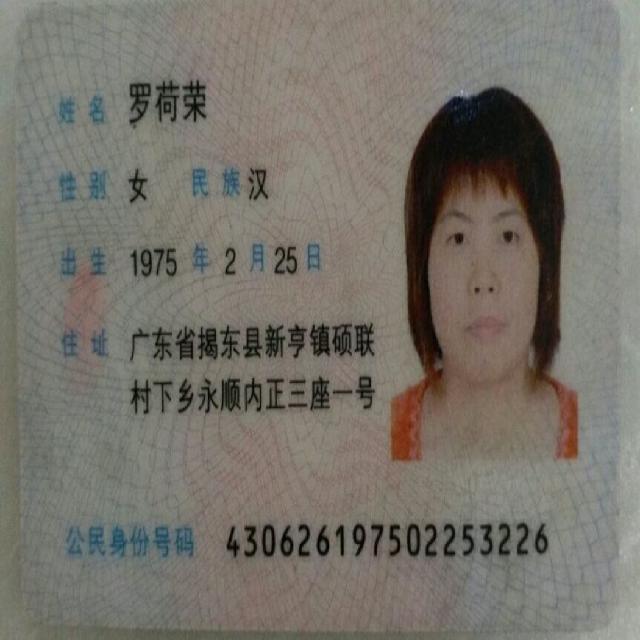 姓名 罗荷荣
性别 女 民族 汉
出生 1975 年 2 月 25 日
住址 广东省揭东县新亨镇硕联
村下乡永顺内正三座一号
公民身份号码 430626197502253226